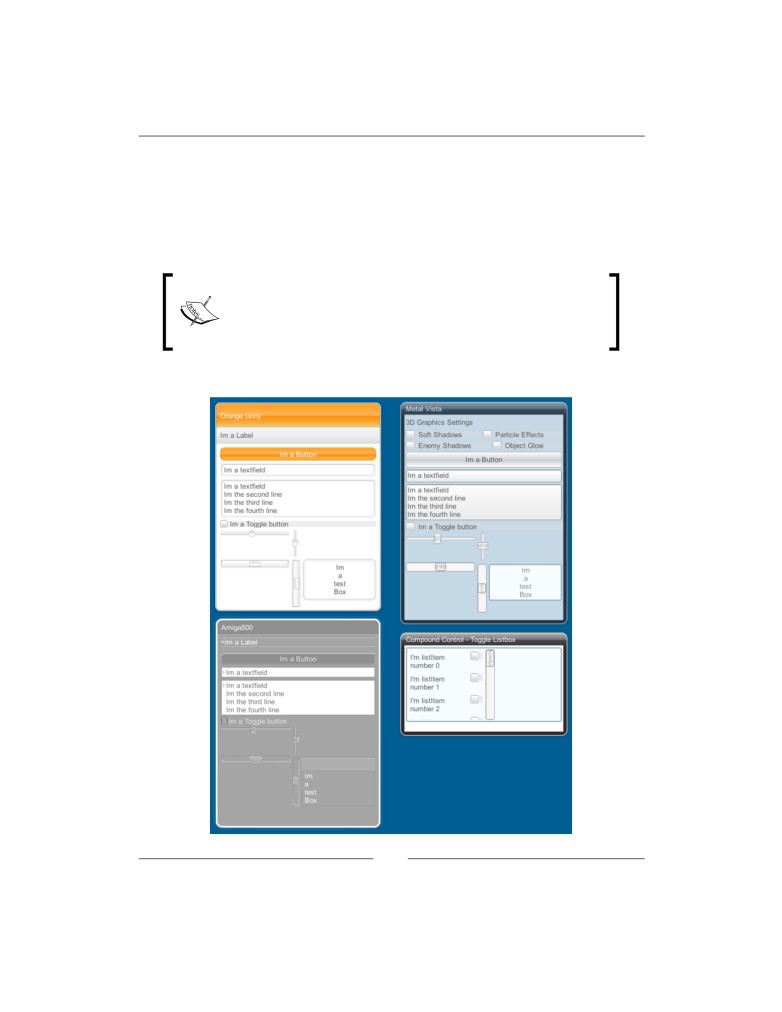 Orange Unity
Im a Label
Im a Button
Im a textfield
Im a textfield
Im the second line
Im the third line
Im the fourth line
Im a Toggle button
Im
a
test
Box
Metal Vista
3D Graphics Settings
Soft Shadows Particle Effects
Enemy Shadows Object Glow
Im a Button
Im a textfield
Im a textfield
Im the second line
Im the third line
Im the fourth line
Im a Toggle button
Im
a
test
Box
Amiga500
Im a Label
Im a Button
Im a textfield
Im a textfield
Im the second line
Im the third line
Im the fourth line
Im a Toggle button
Im
a
test
Box
Compound Control - Toggle Listbox
I'm listItem
number 0
I'm listItem
number 1
I'm listItem
number 2